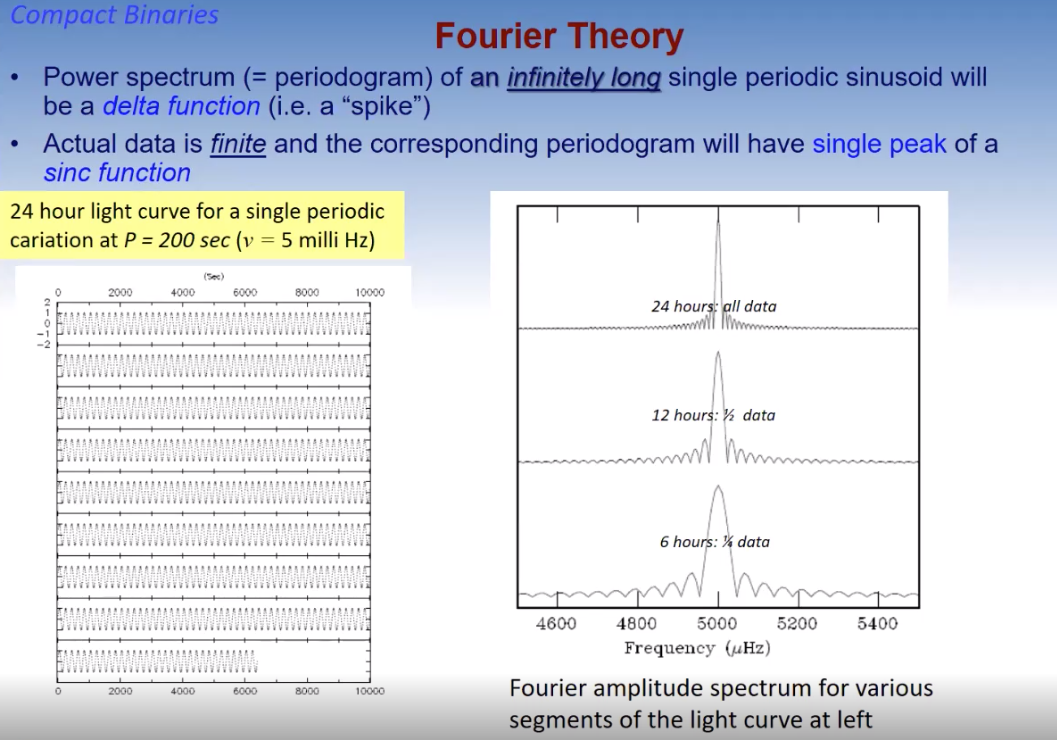 Compact Binaries
Fourier Theory
• Power spectrum (= periodogram) of an infinitely long single periodic sinusoid will
be a delta function (i.e. a “spike”)
• Actual data is finite and the corresponding periodogram will have single peak of a
sinc function
24 hour light curve for a single periodic
cariation at P = 200 sec (ν = 5 milli Hz)
(Sec)
0 2000 4000 6000 8000 10000
2
1
0
−1
−2
0 2000 4000 6000 8000 10000
24 hours: all data
12 hours: ½ data
6 hours: ¼ data
4600 4800 5000 5200 5400
Frequency (μHz)
Fourier amplitude spectrum for various
segments of the light curve at left